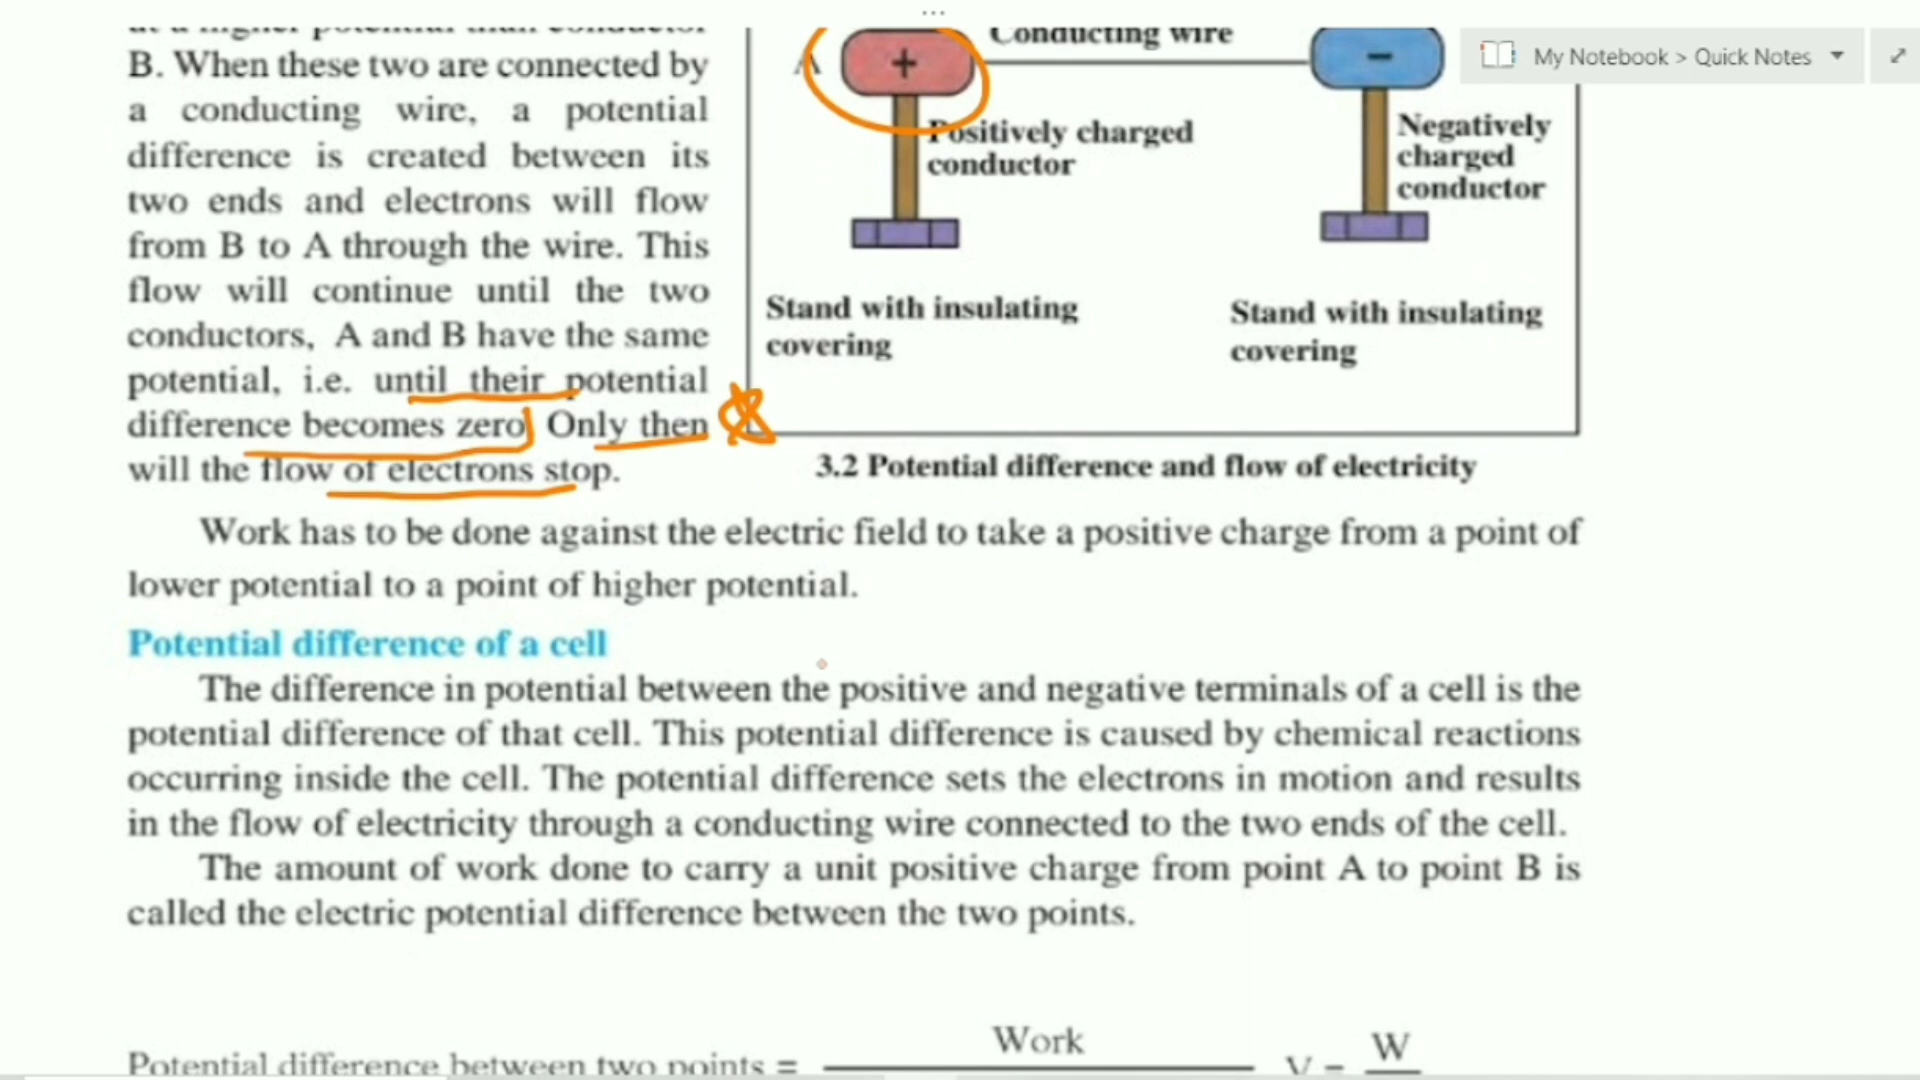 at a higher potential than conductor
B. When these two are connected by
a conducting wire, a potential
difference is created between its
two ends and electrons will flow
from B to A through the wire. This
flow will continue until the two
conductors, A and B have the same
potential, i.e. until their potential
difference becomes zero. Only then
will the flow of electrons stop.
...
Conducting wire
A
+
−
My Notebook > Quick Notes
Positively charged
conductor
Negatively
charged
conductor
Stand with insulating
covering
Stand with insulating
covering
3.2 Potential difference and flow of electricity
Work has to be done against the electric field to take a positive charge from a point of
lower potential to a point of higher potential.
Potential difference of a cell
The difference in potential between the positive and negative terminals of a cell is the
potential difference of that cell. This potential difference is caused by chemical reactions
occurring inside the cell. The potential difference sets the electrons in motion and results
in the flow of electricity through a conducting wire connected to the two ends of the cell.
The amount of work done to carry a unit positive charge from point A to point B is
called the electric potential difference between the two points.
Work
Potential difference between two points =
V = W